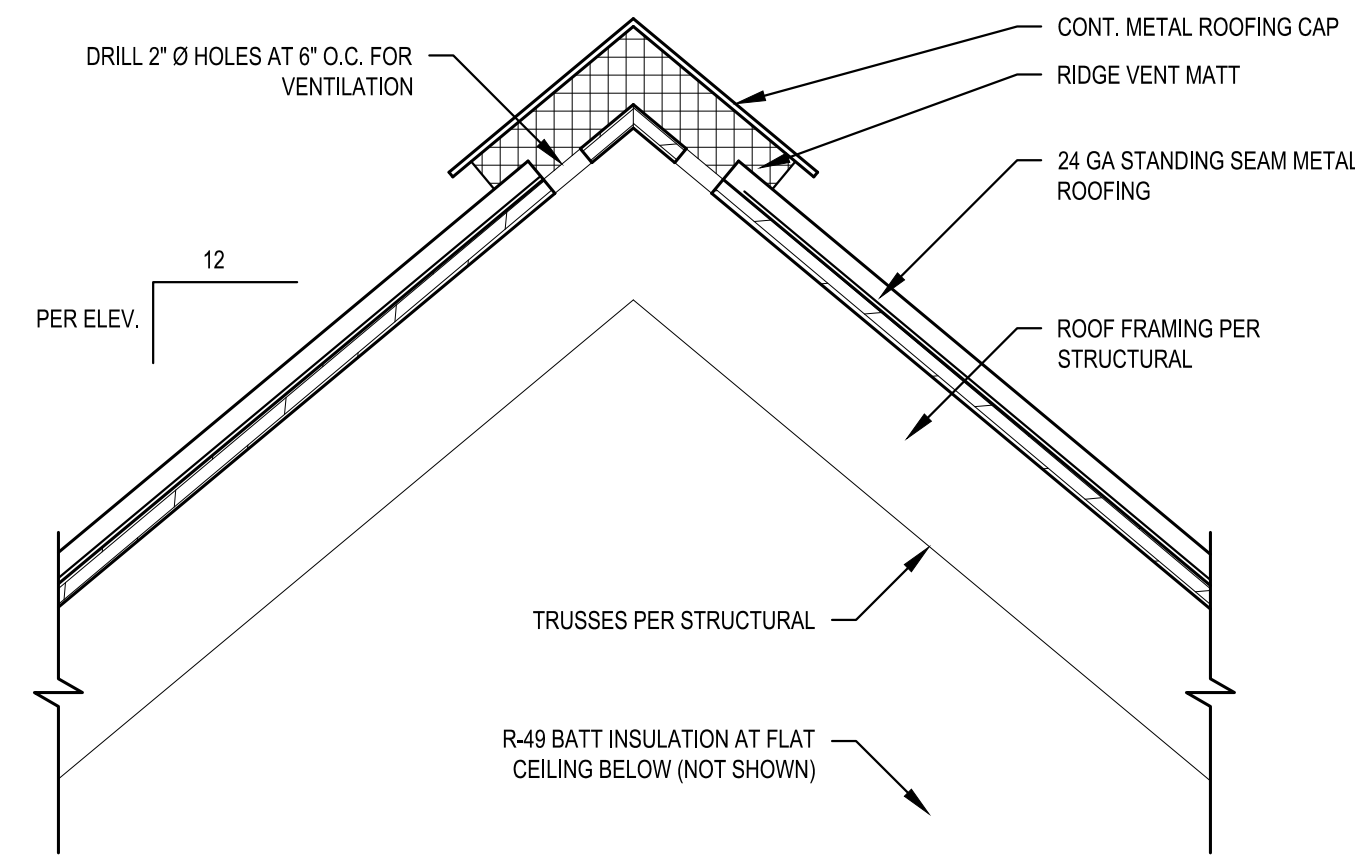 DRILL 2" Ø HOLES AT 6" O.C. FOR
VENTILATION
CONT. METAL ROOFING CAP
RIDGE VENT MATT
24 GA STANDING SEAM METAL
ROOFING
12
PER ELEV.
ROOF FRAMING PER
STRUCTURAL
TRUSSES PER STRUCTURAL
R-49 BATT INSULATION AT FLAT
CEILING BELOW (NOT SHOWN)